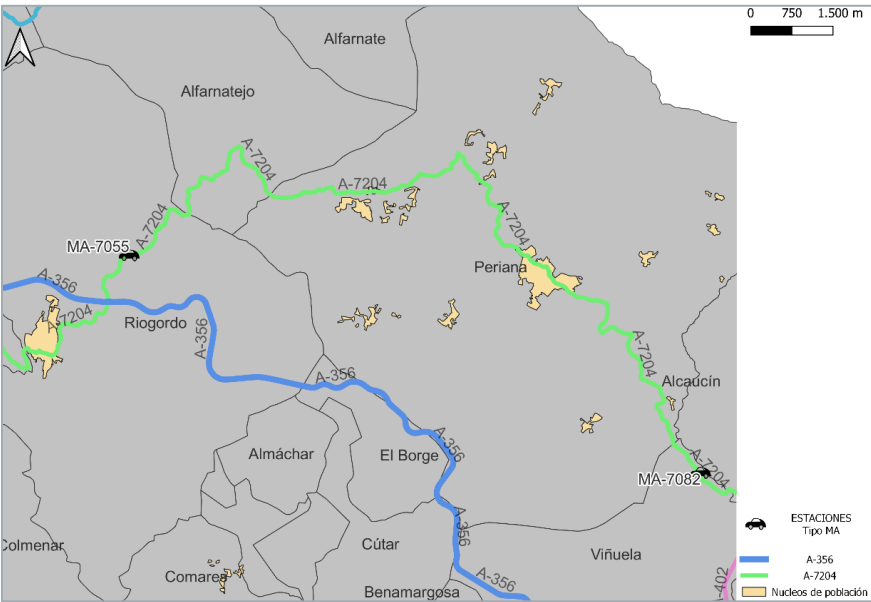 0 750 1.500 m
Alfarnate
Alfarnatejo
A-7204
A-7204
A-7204
MA-7055
A-7204
Periana
A-356
A-7204
Riogordo
A-356
A-7204
A-356
Alcaucín
A-356
Almáchar
El Borge
A-7204
MA-7082
A-356
ESTACIONES
Tipo MA
Colmenar
Cútar
Viñuela
A-356
A-7204
Comares
A-356
-402
Benamargosa
Nucleos de población